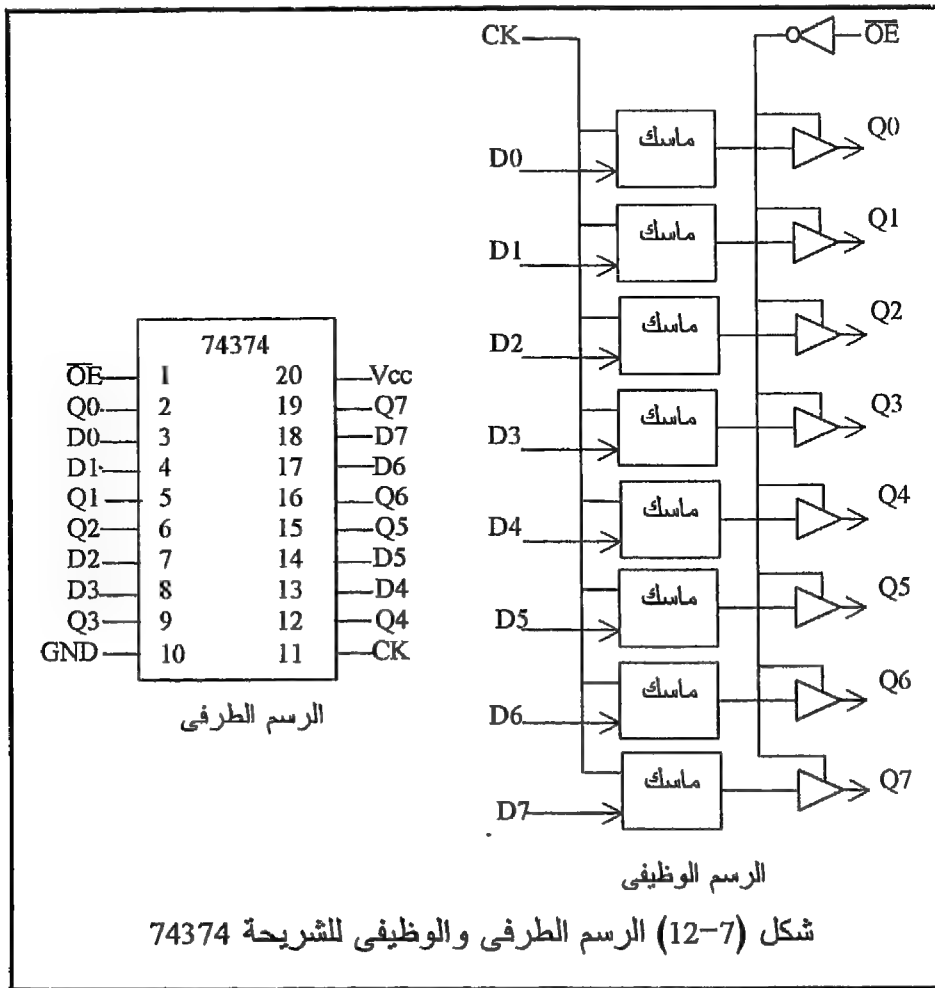 CK
O̅E̅
ماسك
Q0
D0
ماسك
Q1
D1
ماسك
Q2
D2
ماسك
Q3
D3
ماسك
Q4
D4
ماسك
Q5
D5
ماسك
Q6
D6
ماسك
Q7
D7
الرسم الوظيفى
74374
O̅E̅ 1 20 Vcc
Q0 2 19 Q7
D0 3 18 D7
D1 4 17 D6
Q1 5 16 Q6
Q2 6 15 Q5
D2 7 14 D5
D3 8 13 D4
Q3 9 12 Q4
GND 10 11 CK
الرسم الطرفى
شكل (7-12) الرسم الطرفى والوظيفى للشريحة 74374